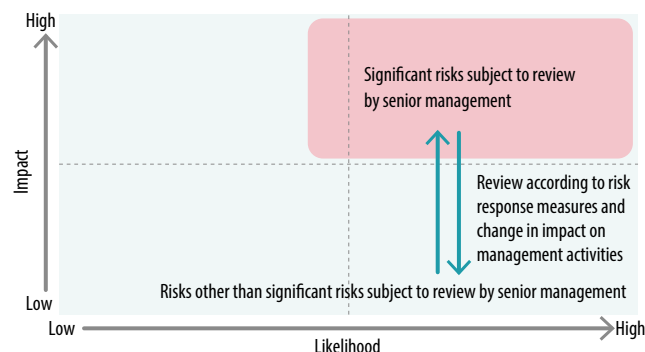 High
Significant risks subject to review
by senior management
Impact
Review according to risk
response measures and
change in impact on
management activities
Risks other than significant risks subject to review by senior management
Low
Low
High
Likelihood